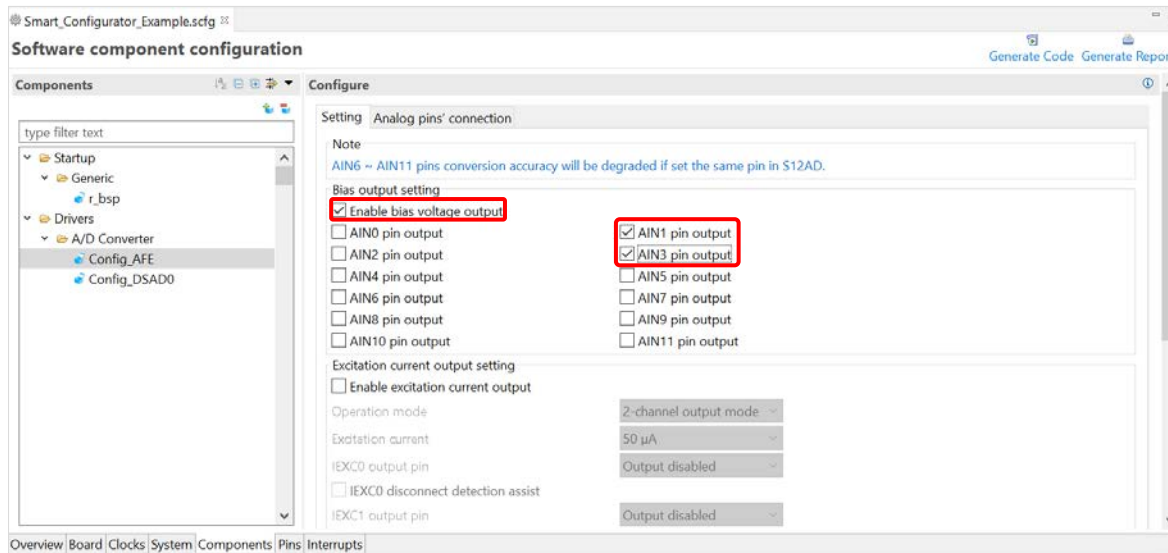 Smart_Configurator_Example.scfg
Software component configuration
Generate Code Generate Repor
Components
Configure
type filter text
Startup
Generic
r_bsp
Drivers
A/D Converter
Config_AFE
Config_DSAD0
Setting Analog pins' connection
Note
AIN6 ~ AIN11 pins conversion accuracy will be degraded if set the same pin in S12AD.
Bias output setting
Enable bias voltage output
AIN0 pin output AIN1 pin output
AIN2 pin output AIN3 pin output
AIN4 pin output AIN5 pin output
AIN6 pin output AIN7 pin output
AIN8 pin output AIN9 pin output
AIN10 pin output AIN11 pin output
Excitation current output setting
Enable excitation current output
Operation mode 2-channel output mode
Excitation current 50 µA
IEXC0 output pin Output disabled
IEXC0 disconnect detection assist
IEXC1 output pin Output disabled
Overview Board Clocks System Components Pins Interrupts